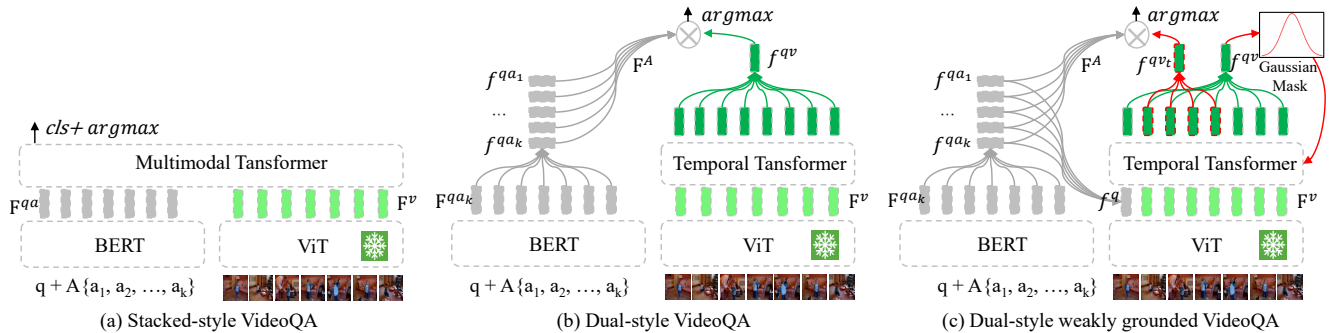 cls+ argmax
Multimodal Tansformer
F^{qa}
F^v
BERT
ViT
q + A{a_1, a_2, …, a_k}
(a) Stacked-style VideoQA
argmax
F^A
f^{qv}
f^{qa_1}
...
f^{qa_k}
Temporal Tansformer
F^{qa_k}
F^v
BERT
ViT
q + A{a_1, a_2, …, a_k}
(b) Dual-style VideoQA
argmax
F^A
f^{qv_t}
f^{qv}
Gaussian
Mask
f^{qa_1}
...
f^{qa_k}
Temporal Tansformer
F^{qa_k}
f^q
F^v
BERT
ViT
q + A{a_1, a_2, …, a_k}
(c) Dual-style weakly grounded VideoQA